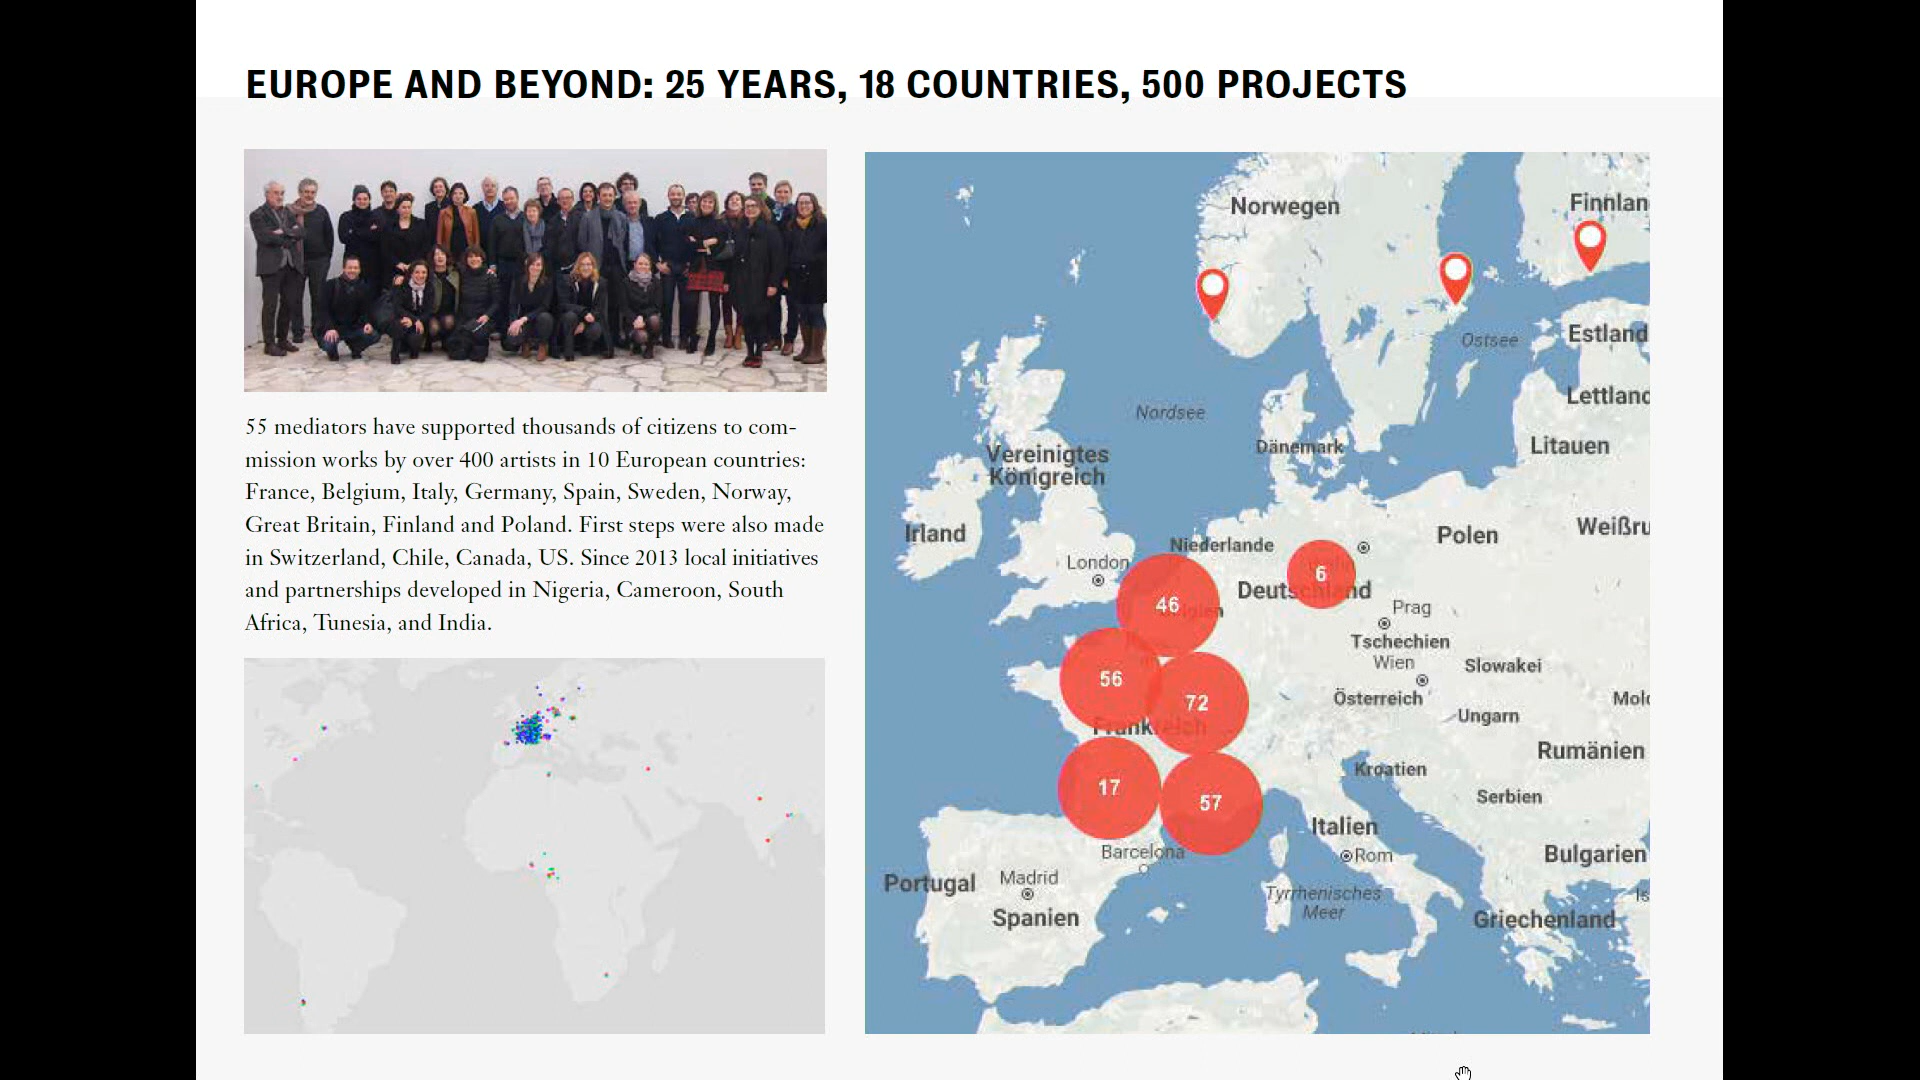 EUROPE AND BEYOND: 25 YEARS, 18 COUNTRIES, 500 PROJECTS
55 mediators have supported thousands of citizens to com-
mission works by over 400 artists in 10 European countries:
France, Belgium, Italy, Germany, Spain, Sweden, Norway,
Great Britain, Finland and Poland. First steps were also made
in Switzerland, Chile, Canada, US. Since 2013 local initiatives
and partnerships developed in Nigeria, Cameroon, South
Africa, Tunesia, and India.
Norwegen
Finnlan
Ostsee
Estland
Lettland
Nordsee
Dänemark
Litauen
Vereinigtes
Königreich
Irland
Niederlande
Polen
Weißru
London
6
Deutschland
46
Prag
Tschechien
Wien
Slowakei
56
72
Österreich
Mold
Ungarn
Frankreich
Rumänien
Kroatien
17
57
Serbien
Italien
Barcelona
Rom
Bulgarien
Portugal
Madrid
Spanien
Tyrrhenisches
Meer
Is
Griechenland